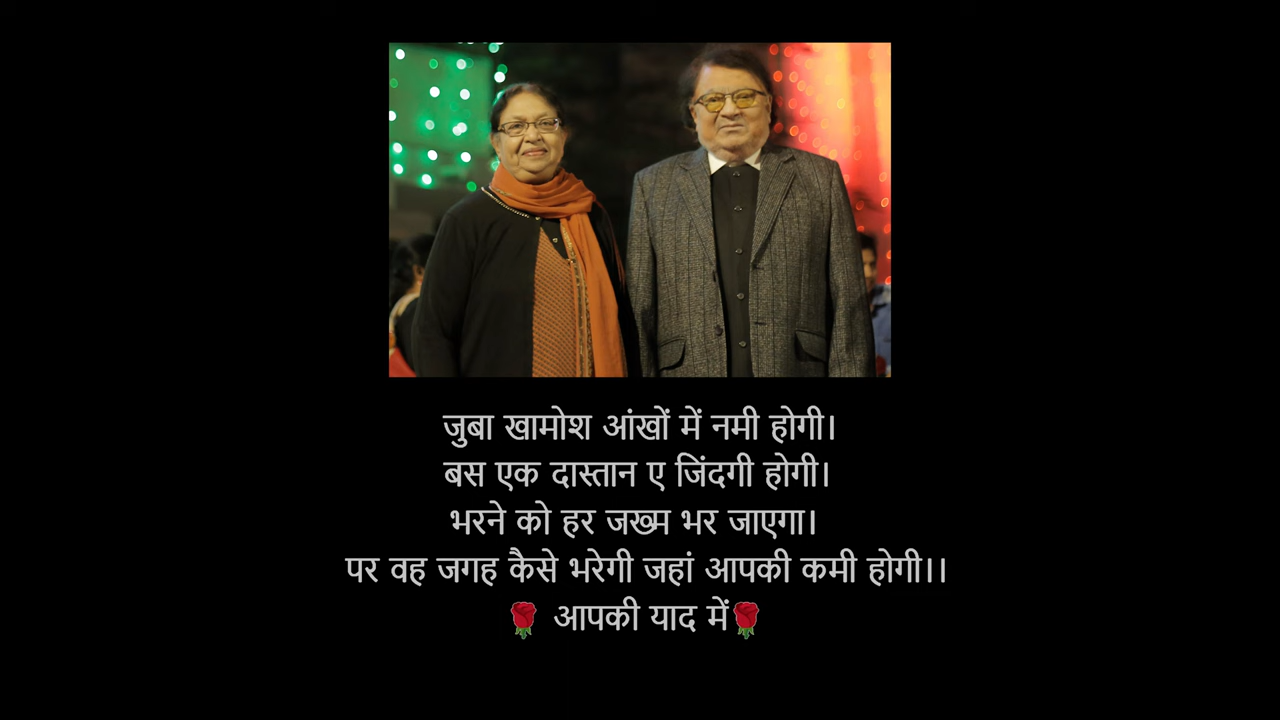 जुबा खामोश आंखों में नमी होगी।
बस एक दास्तान ए जिंदगी होगी।
भरने को हर जख्म भर जाएगा।
पर वह जगह कैसे भरेगी जहां आपकी कमी होगी।।
🌹 आपकी याद में🌹